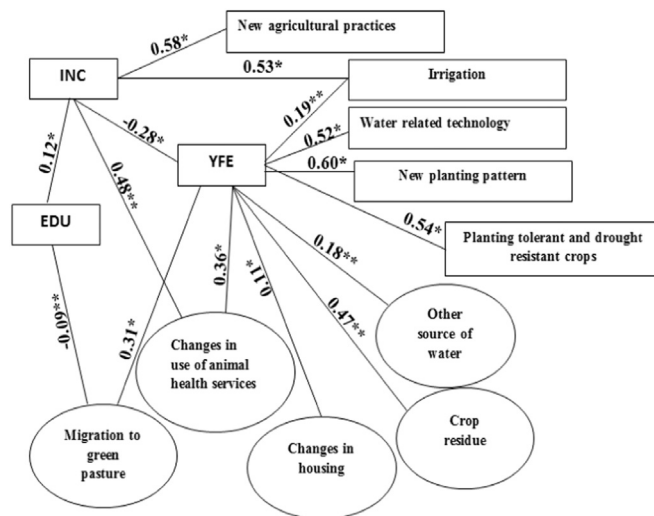 New agricultural practices
0.58*
INC
0.53*
Irrigation
0.19**
-0.28*
0.52*
Water related technology
0.12*
0.48**
YFE
0.60*
New planting pattern
EDU
0.54*
Planting tolerant and drought
resistant crops
0.36*
0.11*
0.18**
-0.09**
0.31*
0.47**
Other
source of
water
Changes in
use of animal
health services
Migration to
green
pasture
Changes in
housing
Crop
residue